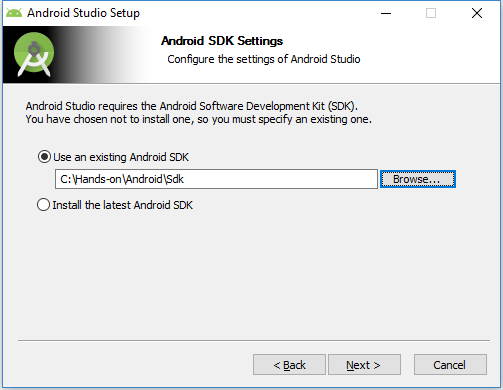 Android Studio Setup
Android SDK Settings
Configure the settings of Android Studio
Android Studio requires the Android Software Development Kit (SDK).
You have chosen not to install one, so you must specify an existing one.
Use an existing Android SDK
C:\Hands-on\Android\Sdk
Browse...
Install the latest Android SDK
< Back
Next >
Cancel